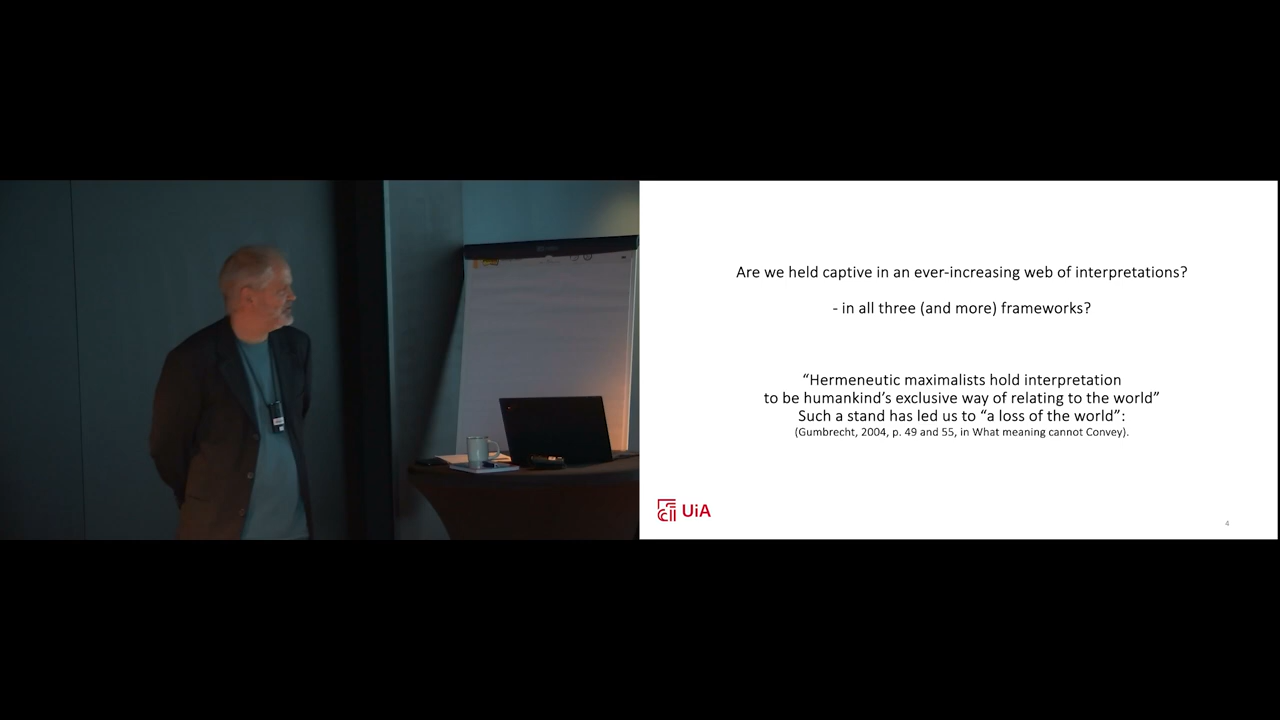 Are we held captive in an ever-increasing web of interpretations?
- in all three (and more) frameworks?
“Hermeneutic maximalists hold interpretation
to be humankind’s exclusive way of relating to the world”
Such a stand has led us to “a loss of the world”:
(Gumbrecht, 2004, p. 49 and 55, in What meaning cannot Convey).
UiA
4